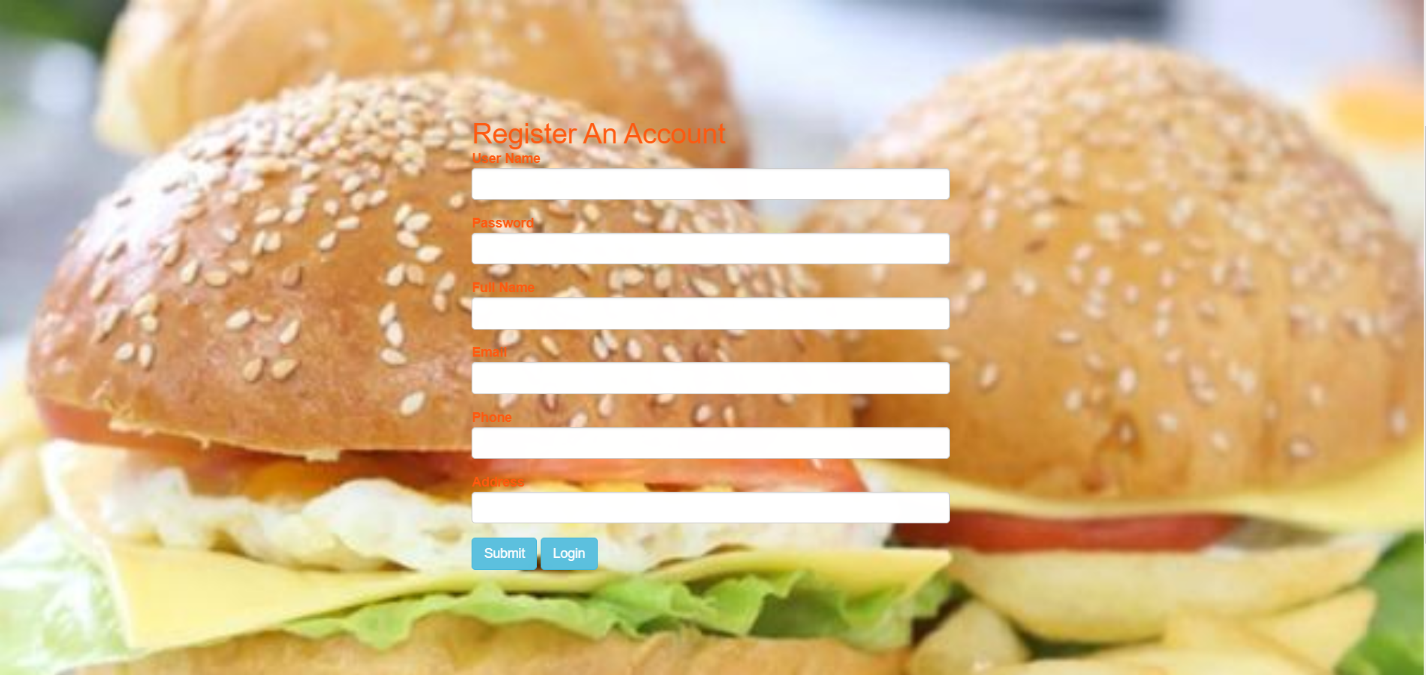 Register An Account
User Name
Password
Full Name
Email
Phone
Address
Submit Login